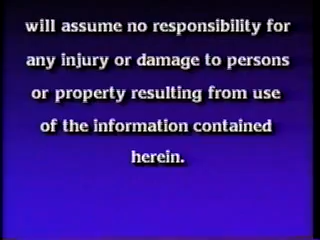 will assume no responsibility for
any injury or damage to persons
or property resulting from use
of the information contained
herein.